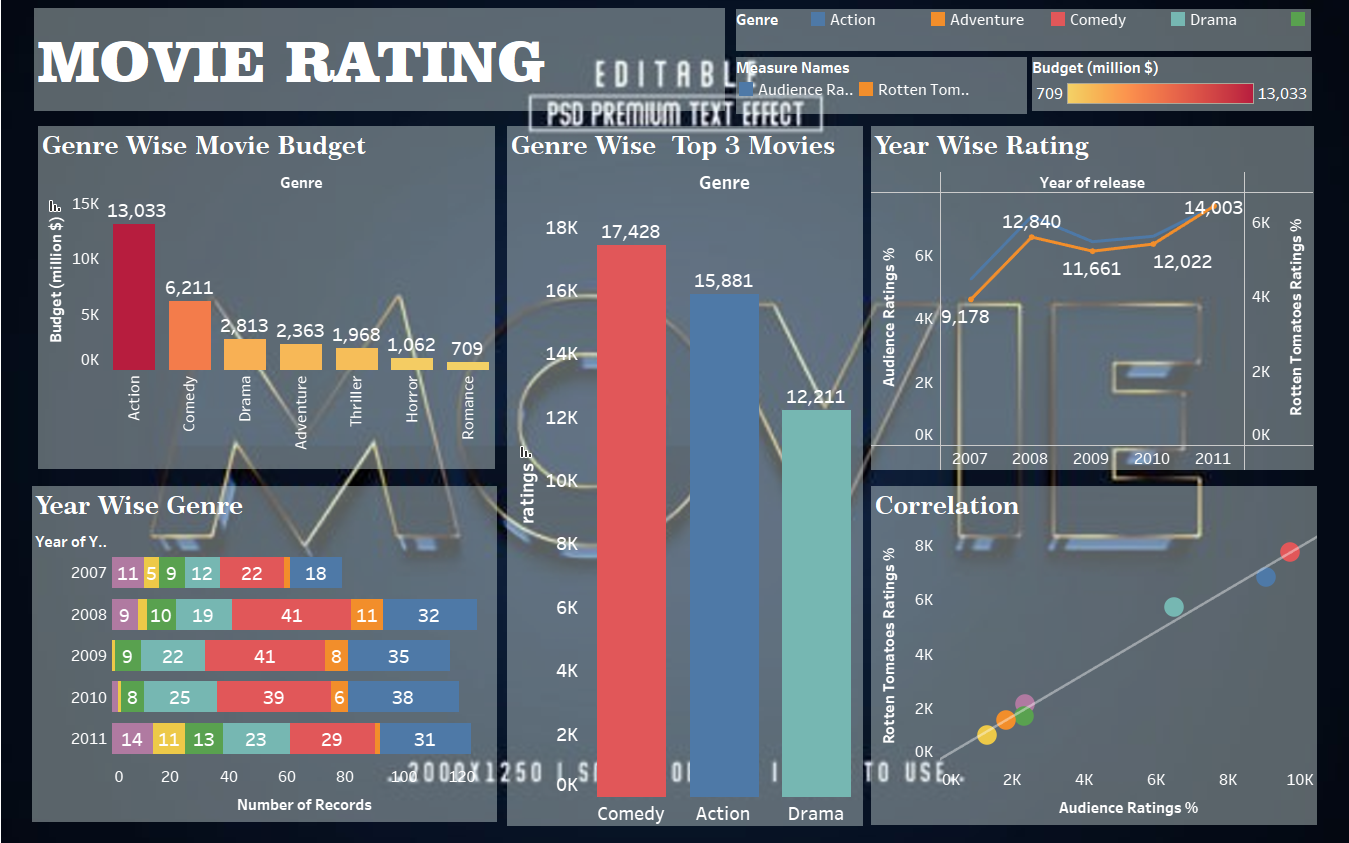 MOVIE RATING
EDITABLE
PSD PREMIUM TEXT EFFECT
Genre Action Adventure Comedy Drama
Measure Names
Audience Ra.. Rotten Tom..
Budget (million $)
709 13,033
Genre Wise Movie Budget
Genre
Budget (million $)
15K
10K
5K
0K
13,033 6,211 2,813 2,363 1,968 1,062 709
Action Comedy Drama Adventure Thriller Horror Romance
Genre Wise Top 3 Movies
Genre
ratings
18K
16K
14K
12K
10K
8K
6K
4K
2K
0K
17,428 15,881 12,211
Comedy Action Drama
Year Wise Rating
Year of release
Audience Ratings %
6K
4K
2K
0K
9,178 12,840 11,661 12,022 14,003
6K
4K
2K
0K
Rotten Tomatoes Ratings %
2007 2008 2009 2010 2011
MOVIE
Year Wise Genre
Year of Y..
2007 11 5 9 12 22 18
2008 9 10 19 41 11 32
2009 9 22 41 8 35
2010 8 25 39 6 38
2011 14 11 13 23 29 31
0 20 40 60 80 100 120
Number of Records
Correlation
Rotten Tomatoes Ratings %
8K
6K
4K
2K
0K
0K 2K 4K 6K 8K 10K
Audience Ratings %
2000X1250 TO USE